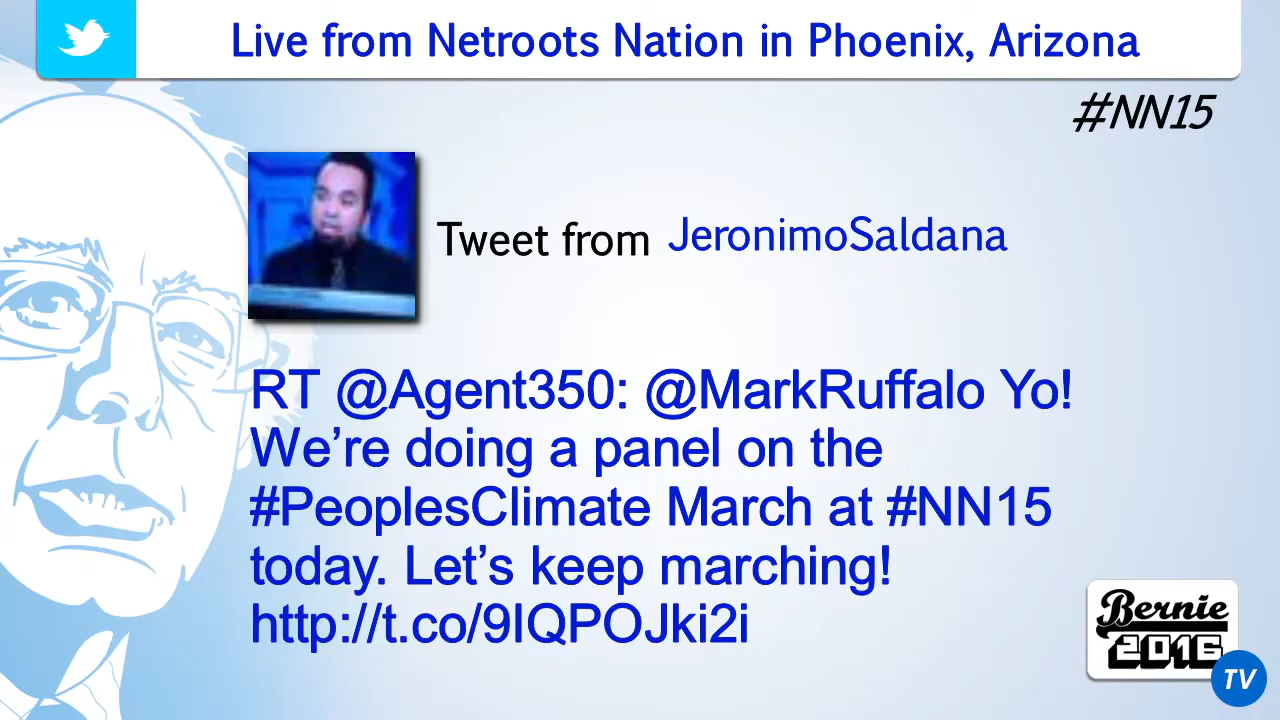 Live from Netroots Nation in Phoenix, Arizona
#NN15
Tweet from JeronimoSaldana
RT @Agent350: @MarkRuffalo Yo!
We’re doing a panel on the
#PeoplesClimate March at #NN15
today. Let’s keep marching!
http://t.co/9IQPOJki2i
Bernie
2016
TV